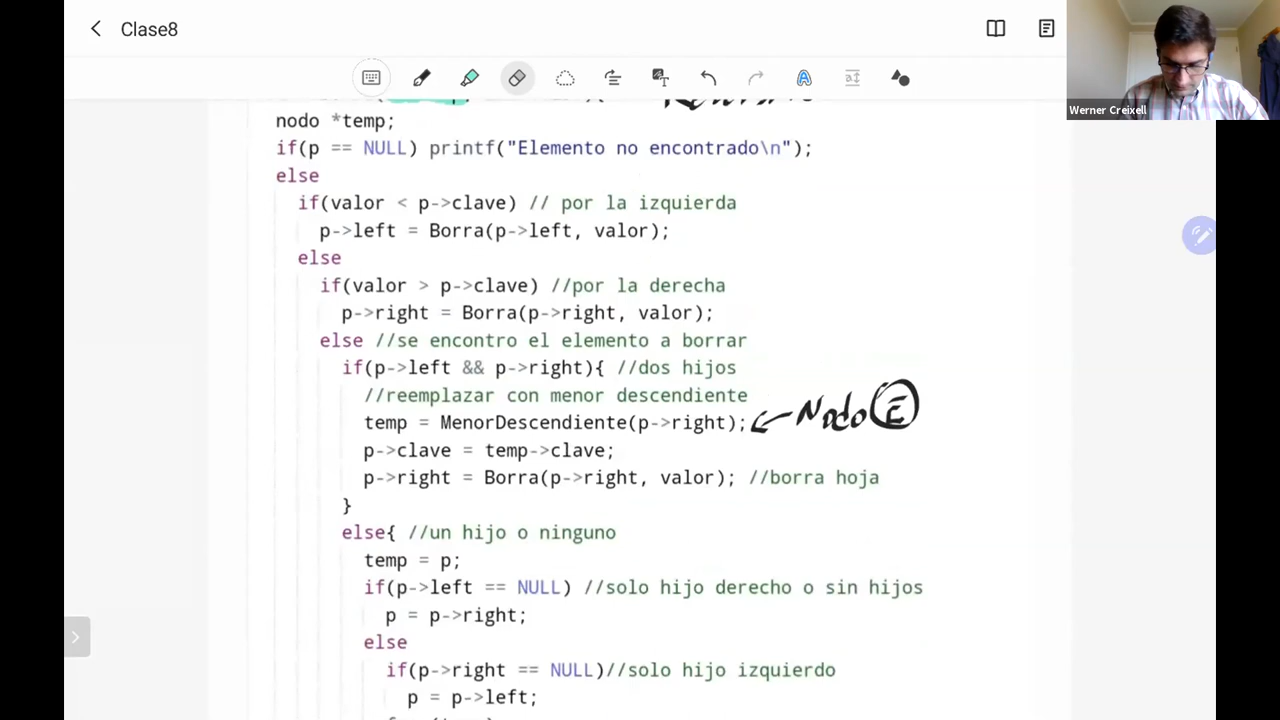 Clase8
Werner Creixell
nodo *temp;
if(p == NULL) printf("Elemento no encontrado\n");
else
if(valor < p->clave) // por la izquierda
p->left = Borra(p->left, valor);
else
if(valor > p->clave) //por la derecha
p->right = Borra(p->right, valor);
else //se encontro el elemento a borrar
if(p->left && p->right){ //dos hijos
//reemplazar con menor descendiente
temp = MenorDescendiente(p->right); ← Nodo E
p->clave = temp->clave;
p->right = Borra(p->right, valor); //borra hoja
}
else{ //un hijo o ninguno
temp = p;
if(p->left == NULL) //solo hijo derecho o sin hijos
p = p->right;
else
if(p->right == NULL)//solo hijo izquierdo
p = p->left;